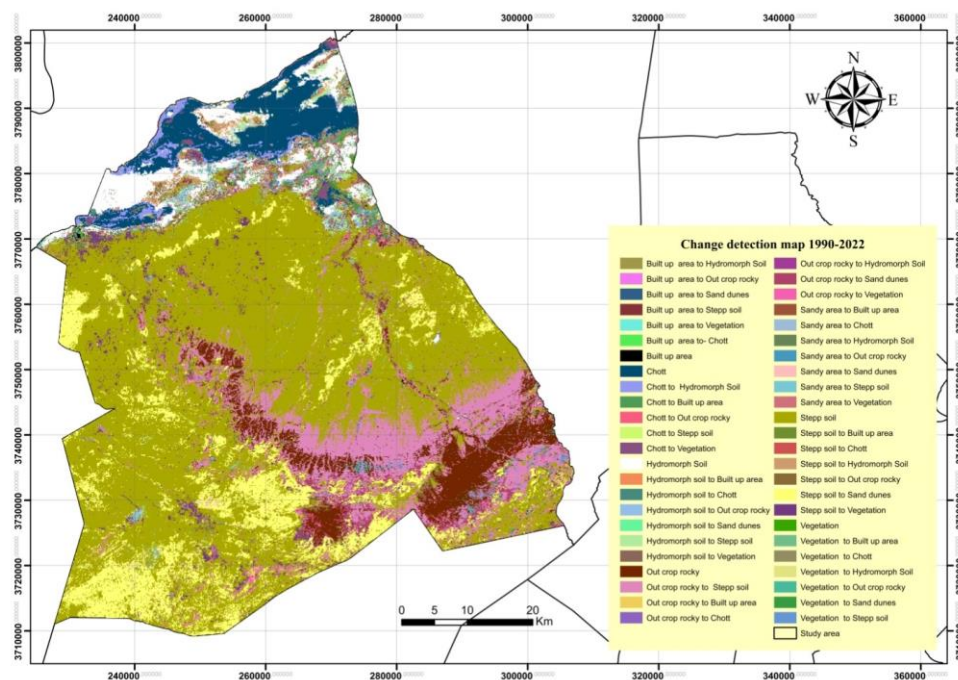 240000 260000 280000 300000 320000 340000 360000
3800000
3790000
3780000
3770000
3760000
3750000
3740000
3730000
3720000
3710000
N
W E
S
Change detection map 1990-2022
Built up area to Hydromorph Soil
Built up area to Out crop rocky
Built up area to Sand dunes
Built up area to Stepp soil
Built up area to Vegetation
Built up area to- Chott
Built up area
Chott
Chott to Hydromorph Soil
Chott to Built up area
Chott to Out crop rocky
Chott to Stepp soil
Chott to Vegetation
Hydromorph Soil
Hydromorph soil to Built up area
Hydromorph soil to Chott
Hydromorph soil to Out crop rocky
Hydromorph soil to Sand dunes
Hydromorph soil to Stepp soil
Hydromorph soil to Vegetation
Out crop rocky
Out crop rocky to Stepp soil
Out crop rocky to Built up area
Out crop rocky to Chott
Out crop rocky to Hydromorph Soil
Out crop rocky to Sand dunes
Out crop rocky to Vegetation
Sandy area to Built up area
Sandy area to Chott
Sandy area to Hydromorph Soil
Sandy area to Out crop rocky
Sandy area to Sand dunes
Sandy area to Stepp soil
Sandy area to Vegetation
Stepp soil
Stepp soil to Built up area
Stepp soil to Chott
Stepp soil to Hydromorph Soil
Stepp soil to Out crop rocky
Stepp soil to Sand dunes
Stepp soil to Vegetation
Vegetation
Vegetation to Built up area
Vegetation to Chott
Vegetation to Hydromorph Soil
Vegetation to Out crop rocky
Vegetation to Sand dunes
Vegetation to Stepp soil
Study area
0 5 10 20
Km
240000 260000 280000 300000 320000 340000 360000